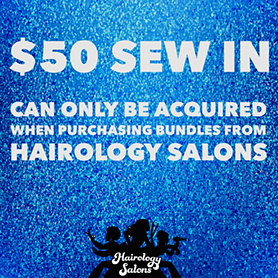 $50 SEW IN
CAN ONLY BE ACQUIRED
WHEN PURCHASING BUNDLES FROM
HAIROLOGY SALONS
Hairology
Salons